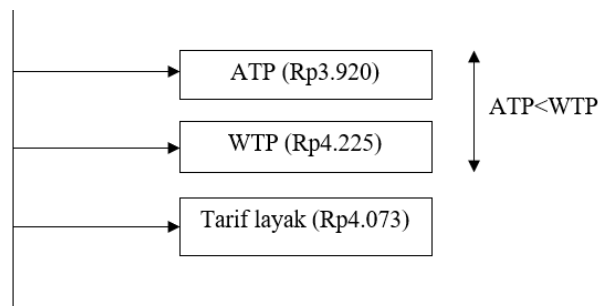 ATP (Rp3.920)
ATP<WTP
WTP (Rp4.225)
Tarif layak (Rp4.073)